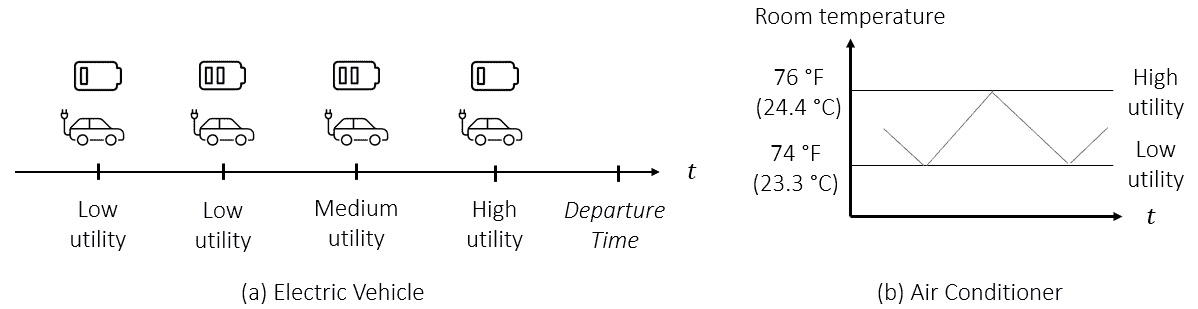 Room temperature
76 °F
(24.4 °C)
High
utility
74 °F
(23.3 °C)
Low
utility
t
t
Low
utility
Low
utility
Medium
utility
High
utility
Departure
Time
(a) Electric Vehicle
(b) Air Conditioner